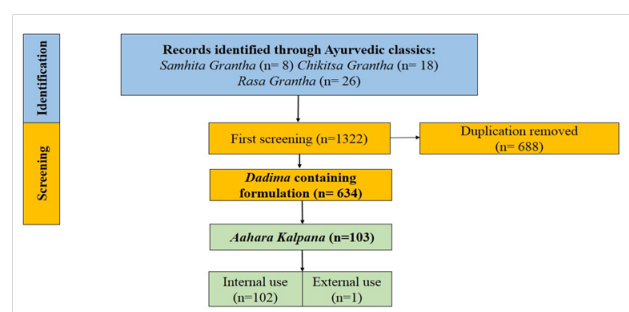 Identification
Records identified through Ayurvedic classics:
Samhita Grantha (n= 8) Chikitsa Grantha (n= 18)
Rasa Grantha (n= 26)
Screening
First screening (n=1322)
Duplication removed
(n= 688)
Dadima containing
formulation (n= 634)
Aahara Kalpana (n=103)
Internal use
(n=102)
External use
(n=1)